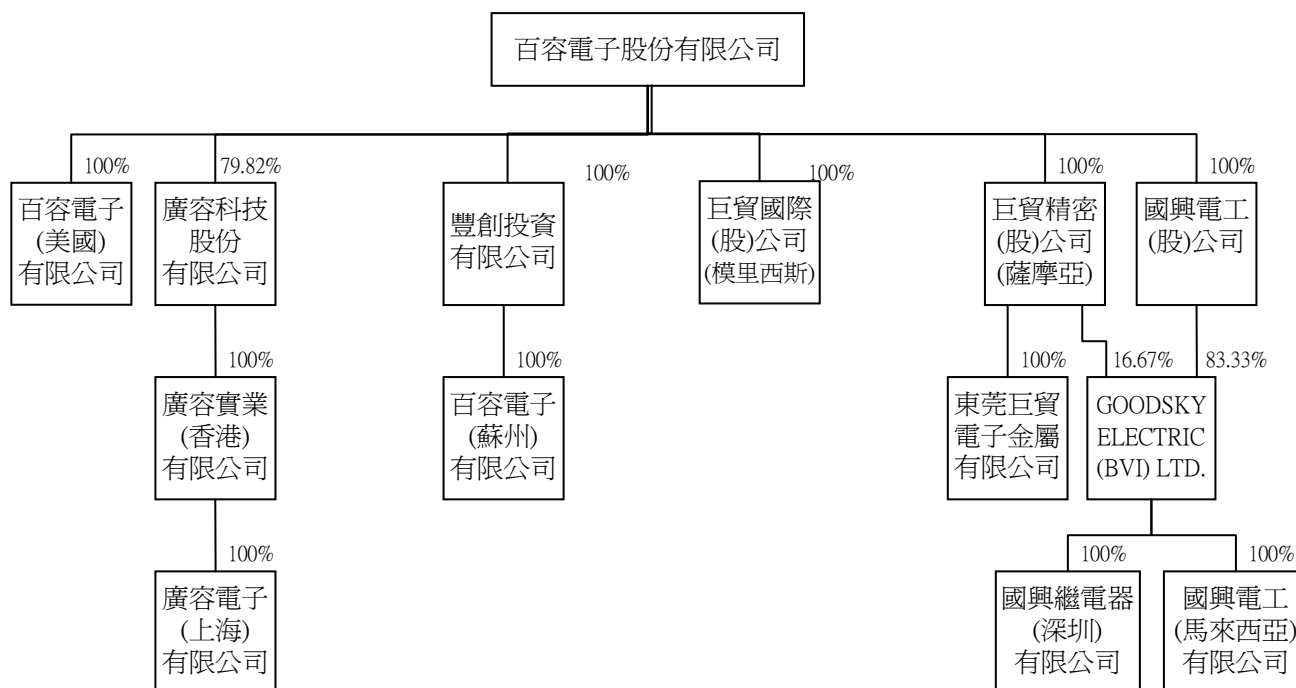 百容電子股份有限公司
100%
79.82%
100%
100%
100%
100%
百容電子
(美國)
有限公司
廣容科技
股份
有限公司
豐創投資
有限公司
巨貿國際
(股)公司
(模里西斯)
巨貿精密
(股)公司
(薩摩亞)
國興電工
(股)公司
100%
100%
100%
16.67%
83.33%
廣容實業
(香港)
有限公司
百容電子
(蘇州)
有限公司
東莞巨貿
電子金屬
有限公司
GOODSKY
ELECTRIC
(BVI) LTD.
100%
100%
100%
廣容電子
(上海)
有限公司
國興繼電器
(深圳)
有限公司
國興電工
(馬來西亞)
有限公司